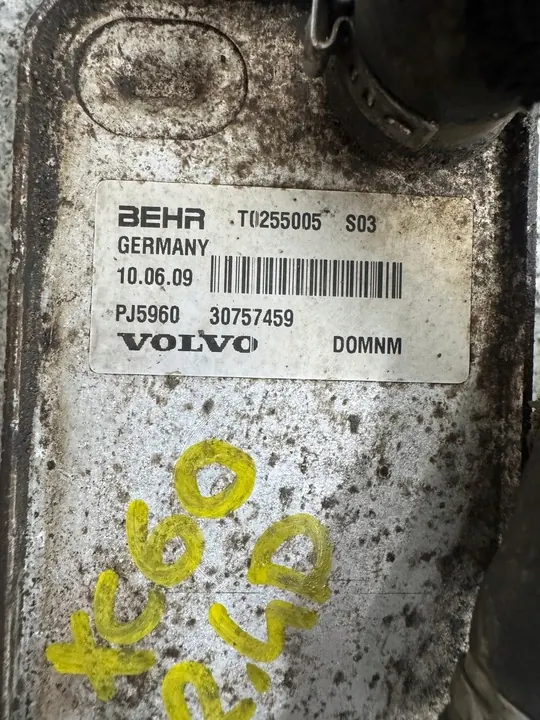 BEHR T0255005 S03
GERMANY
10.06.09
PJ5960 30757459
VOLVO DOMNM
XC60
2.4D